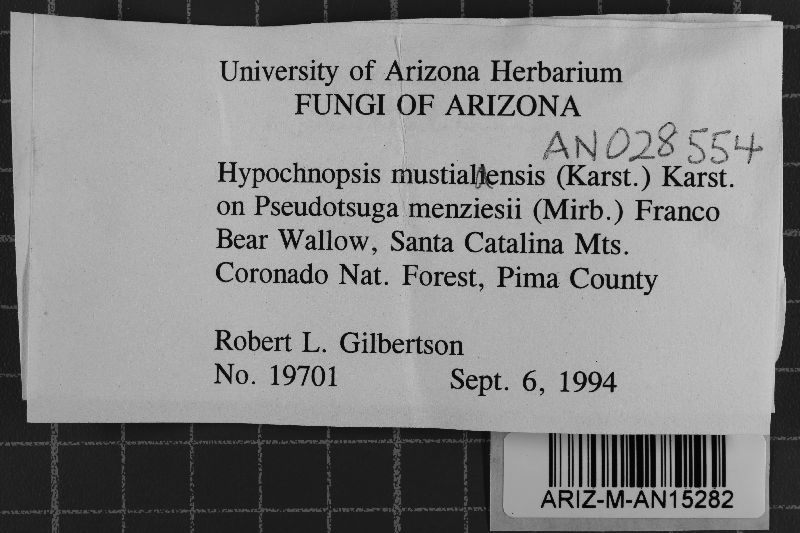 University of Arizona Herbarium
FUNGI OF ARIZONA
AN028554
Hypochnopsis mustialaensis (Karst.) Karst.
on Pseudotsuga menziesii (Mirb.) Franco
Bear Wallow, Santa Catalina Mts.
Coronado Nat. Forest, Pima County
Robert L. Gilbertson
No. 19701 Sept. 6, 1994
ARIZ-M-AN15282